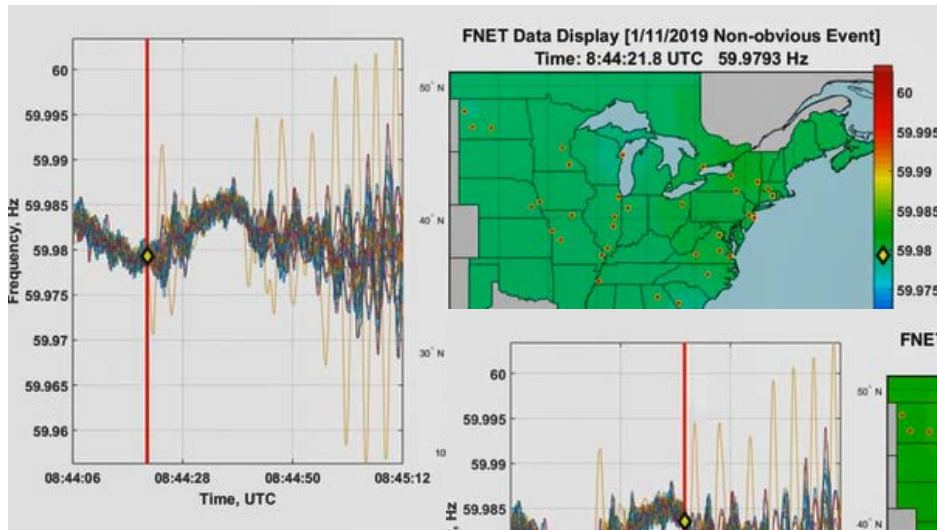 FNET Data Display [1/11/2019 Non-obvious Event]
Time: 8:44:21.8 UTC 59.9793 Hz
60
59.995
59.99
59.985
59.98
59.975
59.97
59.965
59.96
Frequency, Hz
08:44:06
08:44:28
08:44:50
08:45:12
Time, UTC
50° N
40° N
30° N
10
60
59.995
59.99
59.985
59.98
59.975
FNET
60
59.995
59.99
59.985
Hz
50° N
40° N